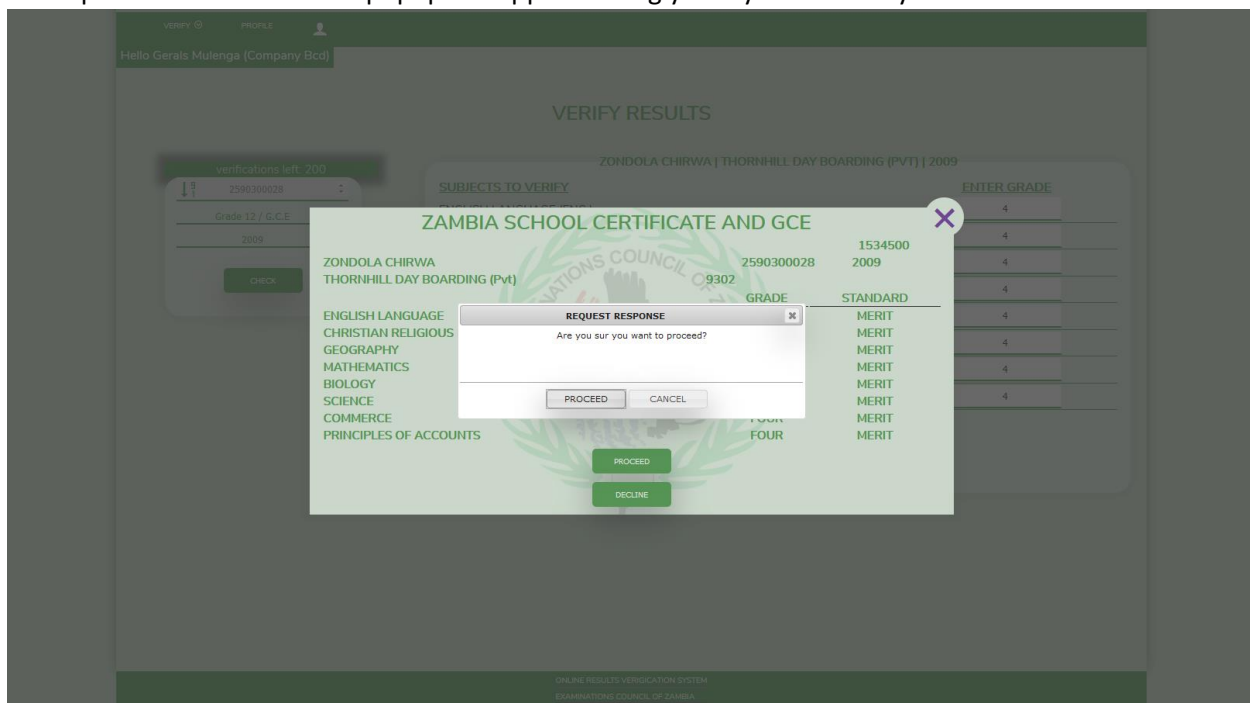 VERIFY
PROFILE
Hello Gerals Mulenga (Company Bcd)
VERIFY RESULTS
verifications left: 200
2590300028
Grade 12 / G.C.E
2009
CHECK
ZONDOLA CHIRWA | THORNHILL DAY BOARDING (PVT) | 2009
SUBJECTS TO VERIFY ENTER GRADE
4
4
4
4
4
4
4
4
ZAMBIA SCHOOL CERTIFICATE AND GCE
1534500
ZONDOLA CHIRWA 2590300028 2009
THORNHILL DAY BOARDING (Pvt) 9302
GRADE STANDARD
ENGLISH LANGUAGE MERIT
CHRISTIAN RELIGIOUS MERIT
GEOGRAPHY MERIT
MATHEMATICS MERIT
BIOLOGY MERIT
SCIENCE MERIT
COMMERCE FOUR MERIT
PRINCIPLES OF ACCOUNTS FOUR MERIT
REQUEST RESPONSE
Are you sur you want to proceed?
PROCEED CANCEL
PROCEED
DECLINE
ONLINE RESULTS VERIGICATION SYSTEM
EXAMINATIONS COUNCIL OF ZAMBIA